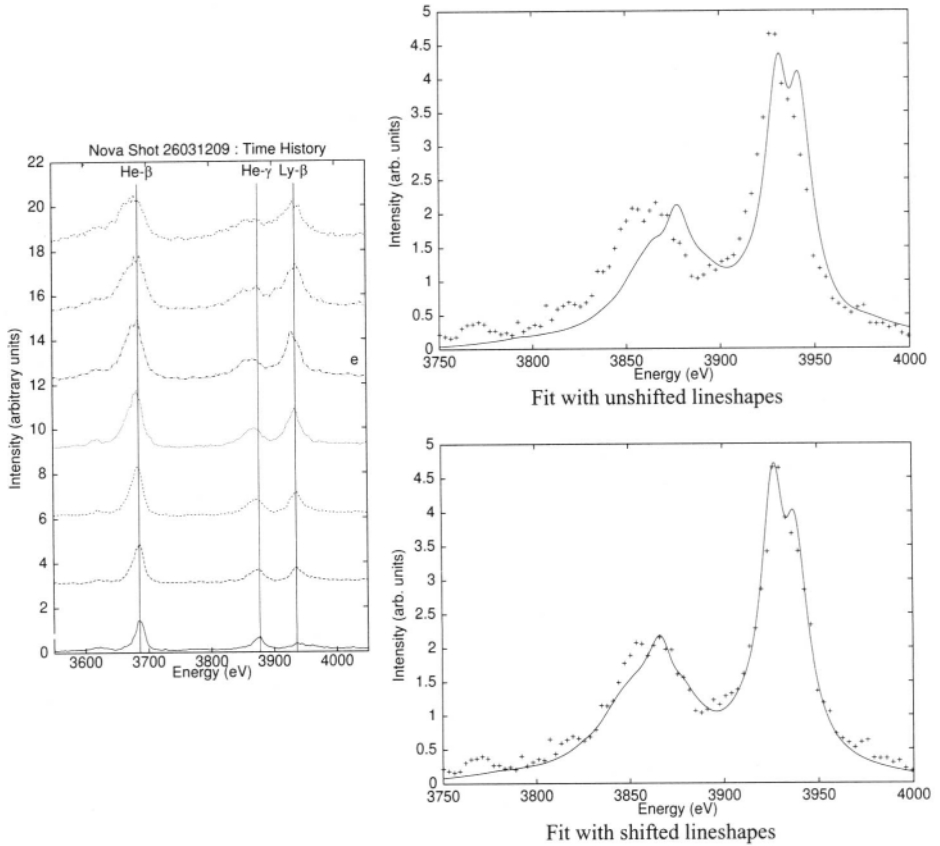 Nova Shot 26031209 : Time History
He-β
He-γ Ly-β
22
20
18
16
14
12
10
8
6
4
2
0
Intensity (arbitrary units)
e
3600 3700 3800 3900 4000
Energy (eV)
5
4.5
4
3.5
3
2.5
2
1.5
1
0.5
0
Intensity (arb. units)
3750 3800 3850 3900 3950 4000
Energy (eV)
Fit with unshifted lineshapes
5
4.5
4
3.5
3
2.5
2
1.5
1
0.5
0
Intensity (arb. units)
3750 3800 3850 3900 3950 4000
Energy (eV)
Fit with shifted lineshapes